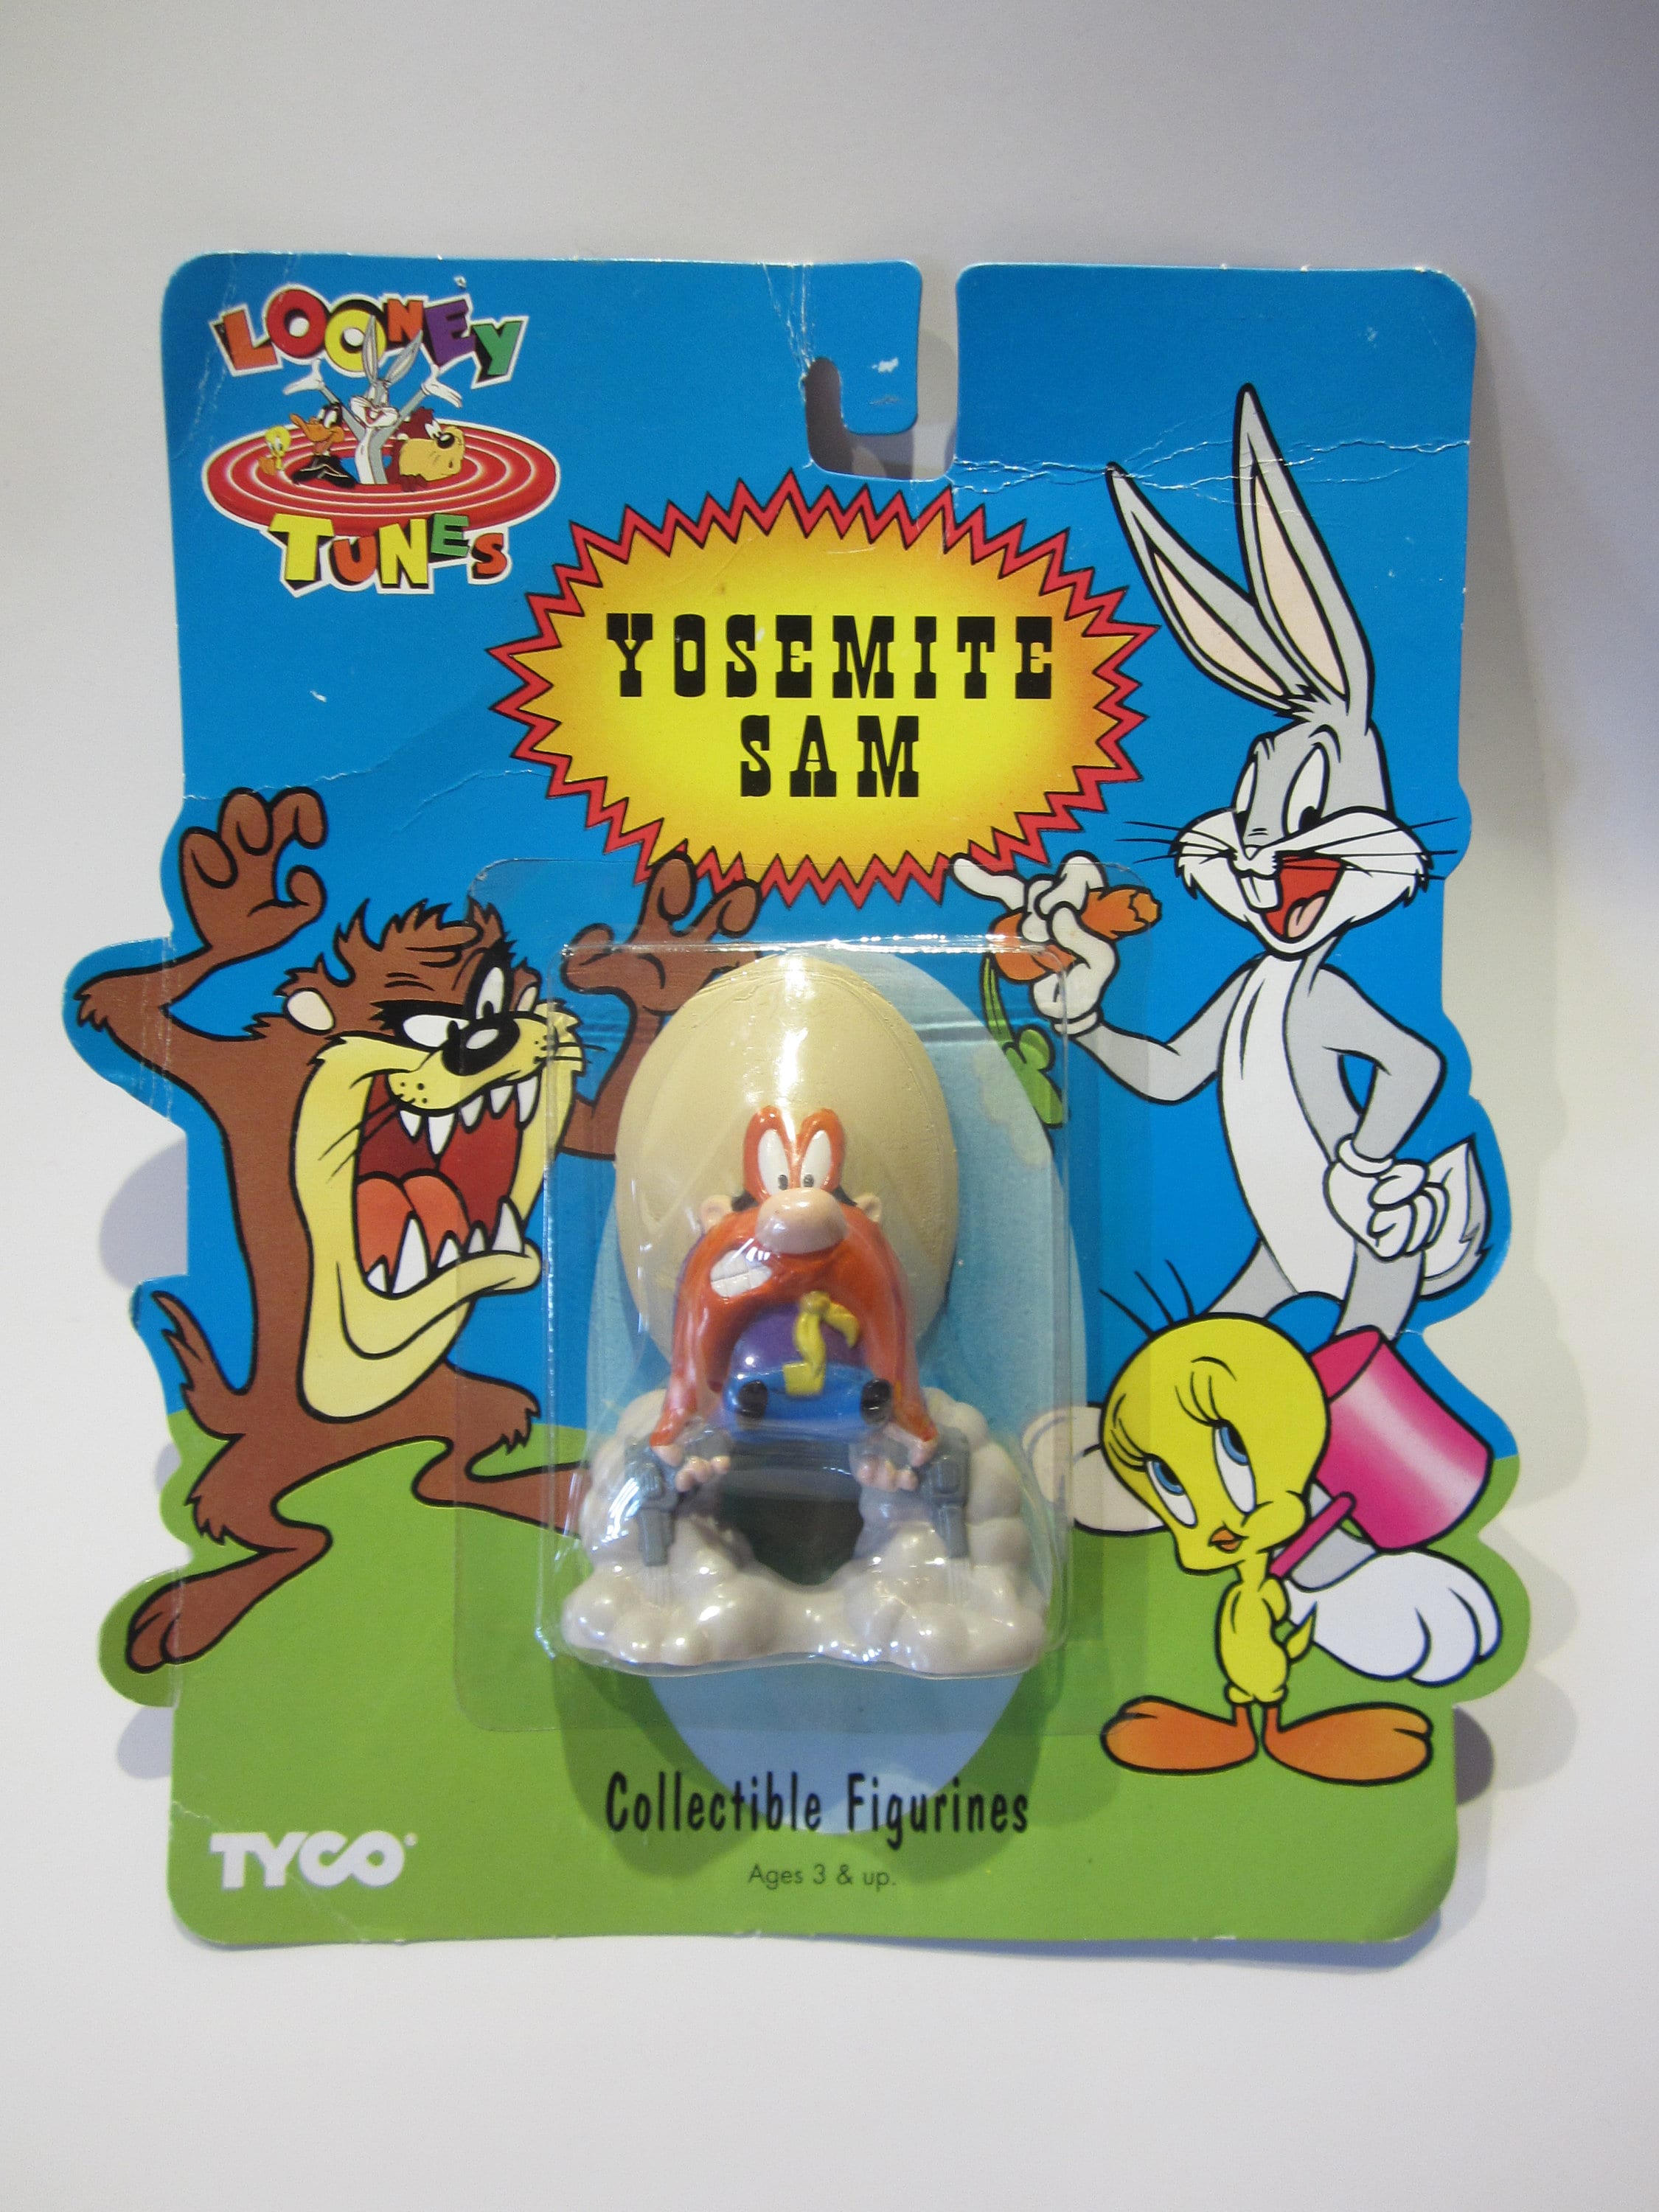 LOONEY
TUNES
YOSEMITE
SAM
Collectible Figurines
Ages 3 & up.
TYCO®